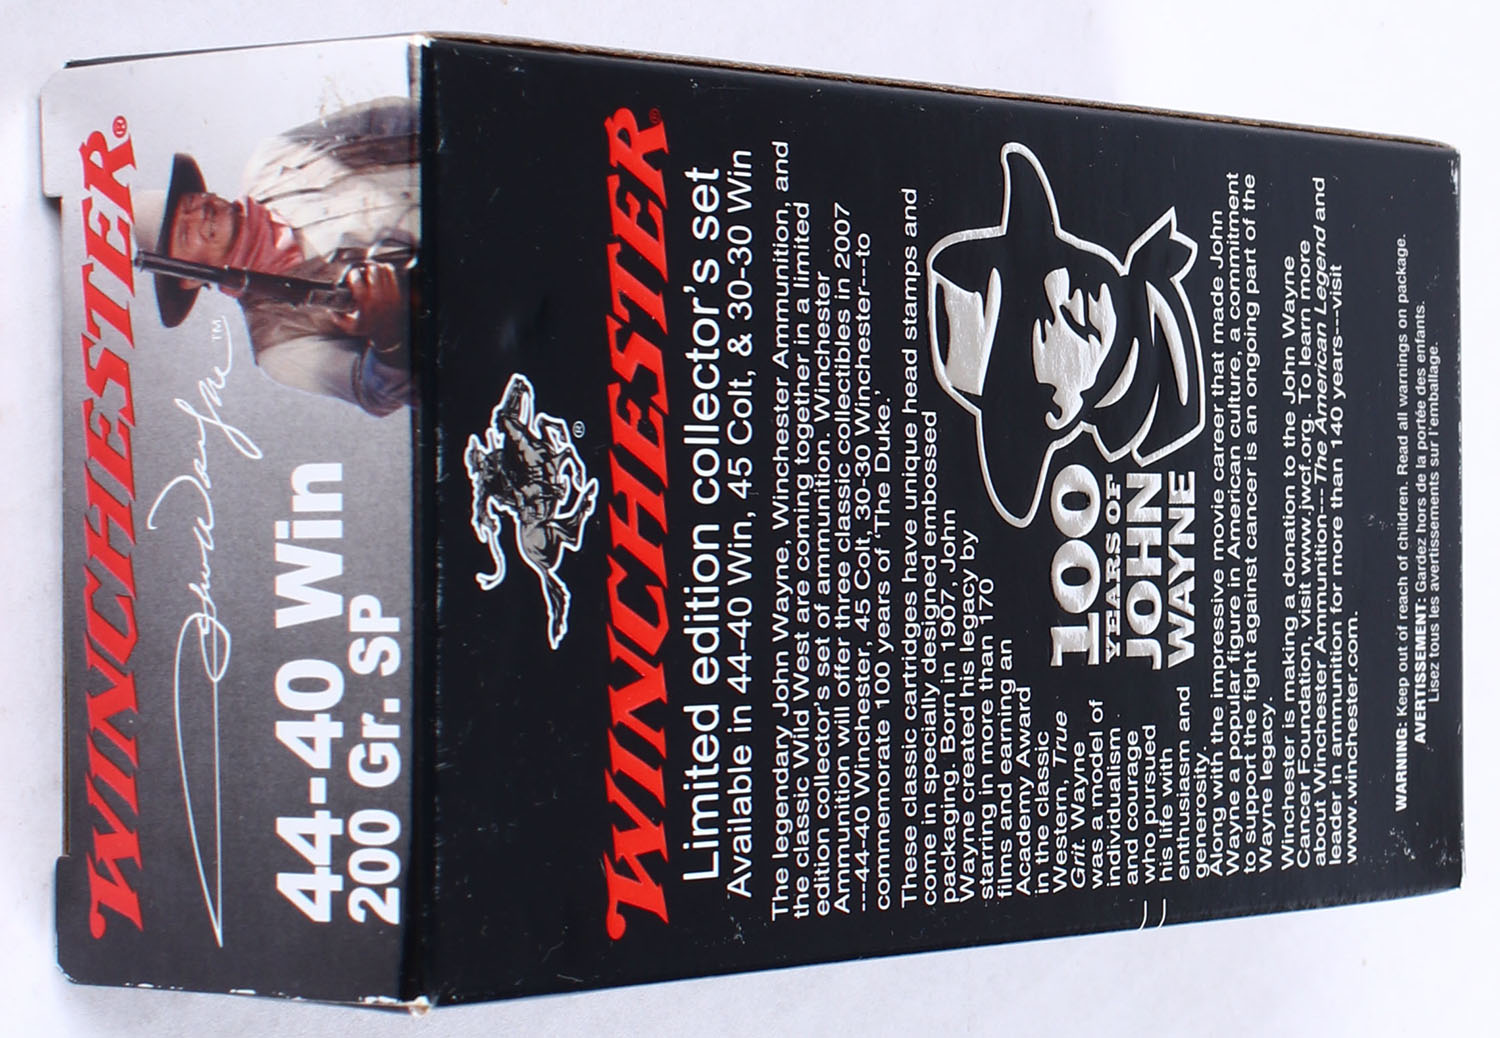 WINCHESTER®
John Wayne™
44-40 Win
200 Gr. SP
®
WINCHESTER®
Limited edition collector's set
Available in 44-40 Win, 45 Colt, & 30-30 Win
The legendary John Wayne, Winchester Ammunition, and
the classic Wild West are coming together in a limited
edition collector's set of ammunition. Winchester
Ammunition will offer three classic collectibles in 2007
---44-40 Winchester, 45 Colt, 30-30 Winchester---to
commemorate 100 years of 'The Duke.'
These classic cartridges have unique head stamps and
come in specially designed embossed
packaging. Born in 1907, John
Wayne created his legacy by
starring in more than 170
films and earning an
Academy Award
in the classic
Western, True
Grit. Wayne
was a model of
individualism
and courage
who pursued
his life with
enthusiasm and
generosity.
100
YEARS OF
JOHN
WAYNE
Along with the impressive movie career that made John
Wayne a popular figure in American culture, a commitment
to support the fight against cancer is an ongoing part of the
Wayne legacy.
Winchester is making a donation to the John Wayne
Cancer Foundation, visit www.jwcf.org. To learn more
about Winchester Ammunition---The American Legend and
leader in ammunition for more than 140 years---visit
www.winchester.com.
WARNING: Keep out of reach of children. Read all warnings on package.
AVERTISSEMENT: Gardez hors de la portée des enfants.
Lisez tous les avertissements sur l'emballage.